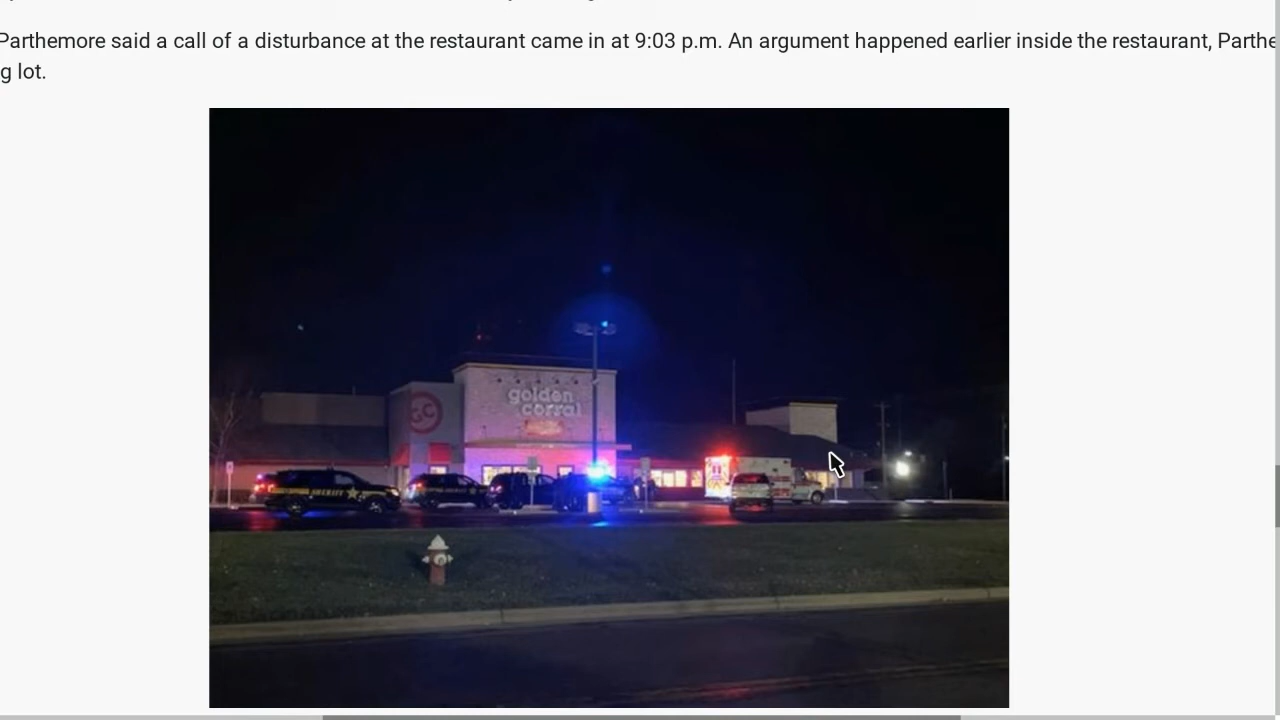 Parthemore said a call of a disturbance at the restaurant came in at 9:03 p.m. An argument happened earlier inside the restaurant, Parthe
g lot.
golden
corral
GC
SHERIFF